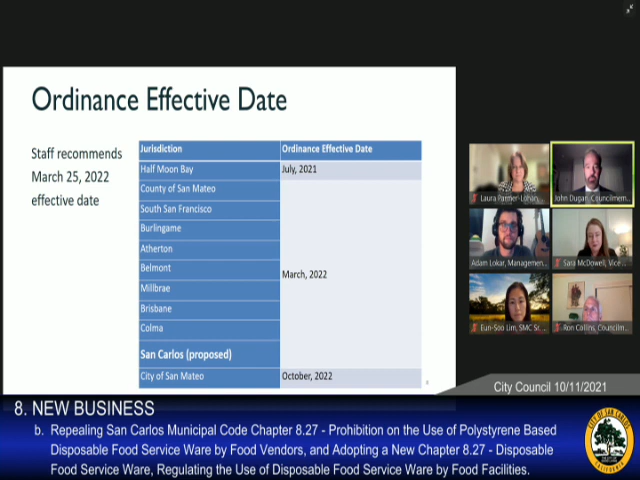 Ordinance Effective Date
Staff recommends
March 25, 2022
effective date
Jurisdiction Ordinance Effective Date
Half Moon Bay July, 2021
County of San Mateo
South San Francisco
Burlingame
Atherton
Belmont
March, 2022
Millbrae
Brisbane
Colma
San Carlos (proposed)
City of San Mateo October, 2022
Laura Parmer-Lohan,
John Dugan, Councilmem...
Adam Lokar, Managemen...
Sara McDowell, Vice ...
Eun-Soo Lim, SMC Sr. ...
Ron Collins, Councilm...
City Council 10/11/2021
8. NEW BUSINESS
b. Repealing San Carlos Municipal Code Chapter 8.27 - Prohibition on the Use of Polystyrene Based
Disposable Food Service Ware by Food Vendors, and Adopting a New Chapter 8.27 - Disposable
Food Service Ware, Regulating the Use of Disposable Food Service Ware by Food Facilities.
CITY OF SAN CARLOS
CALIFORNIA